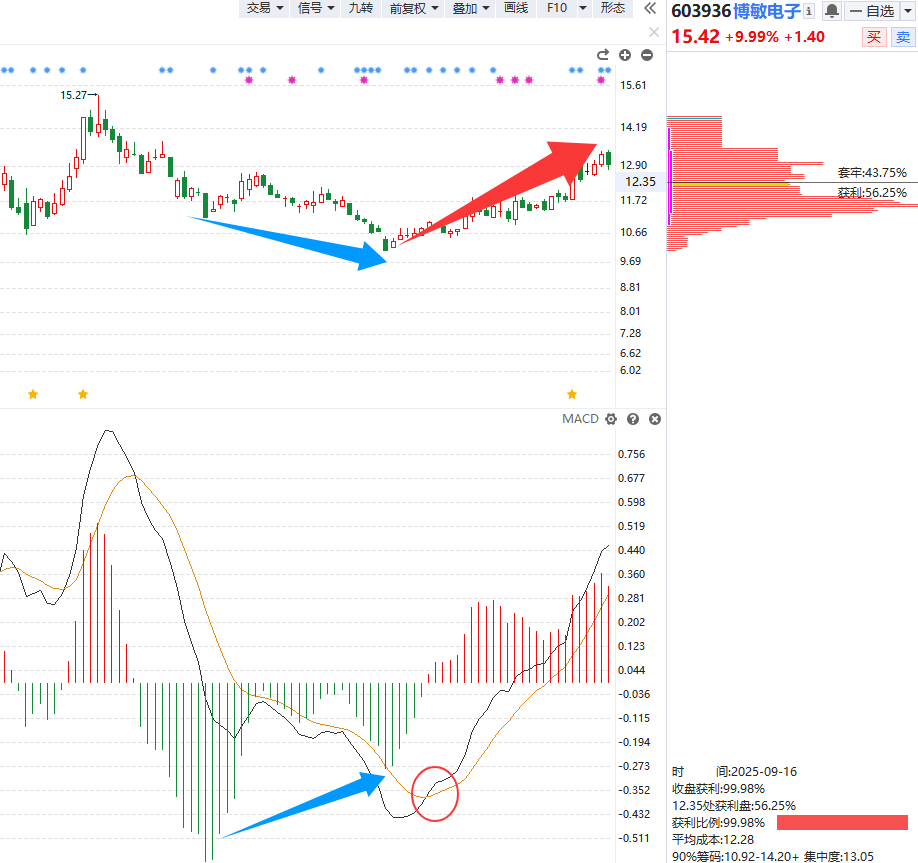 交易 信号 九转 前复权 叠加 画线 F10 形态
603936博敏电子 自选
15.42 +9.99% +1.40 买 卖
15.27
15.61
14.19
12.90
12.35
11.72
10.66
9.69
8.81
8.01
7.28
6.62
6.02
套牢:43.75%
获利:56.25%
MACD
0.756
0.677
0.598
0.519
0.440
0.360
0.281
0.202
0.123
0.044
-0.036
-0.115
-0.194
-0.273
-0.352
-0.432
-0.511
时 间:2025-09-16
收盘获利:99.98%
12.35处获利盘:56.25%
获利比例:99.98%
平均成本:12.28
90%筹码:10.92-14.20+ 集中度:13.05